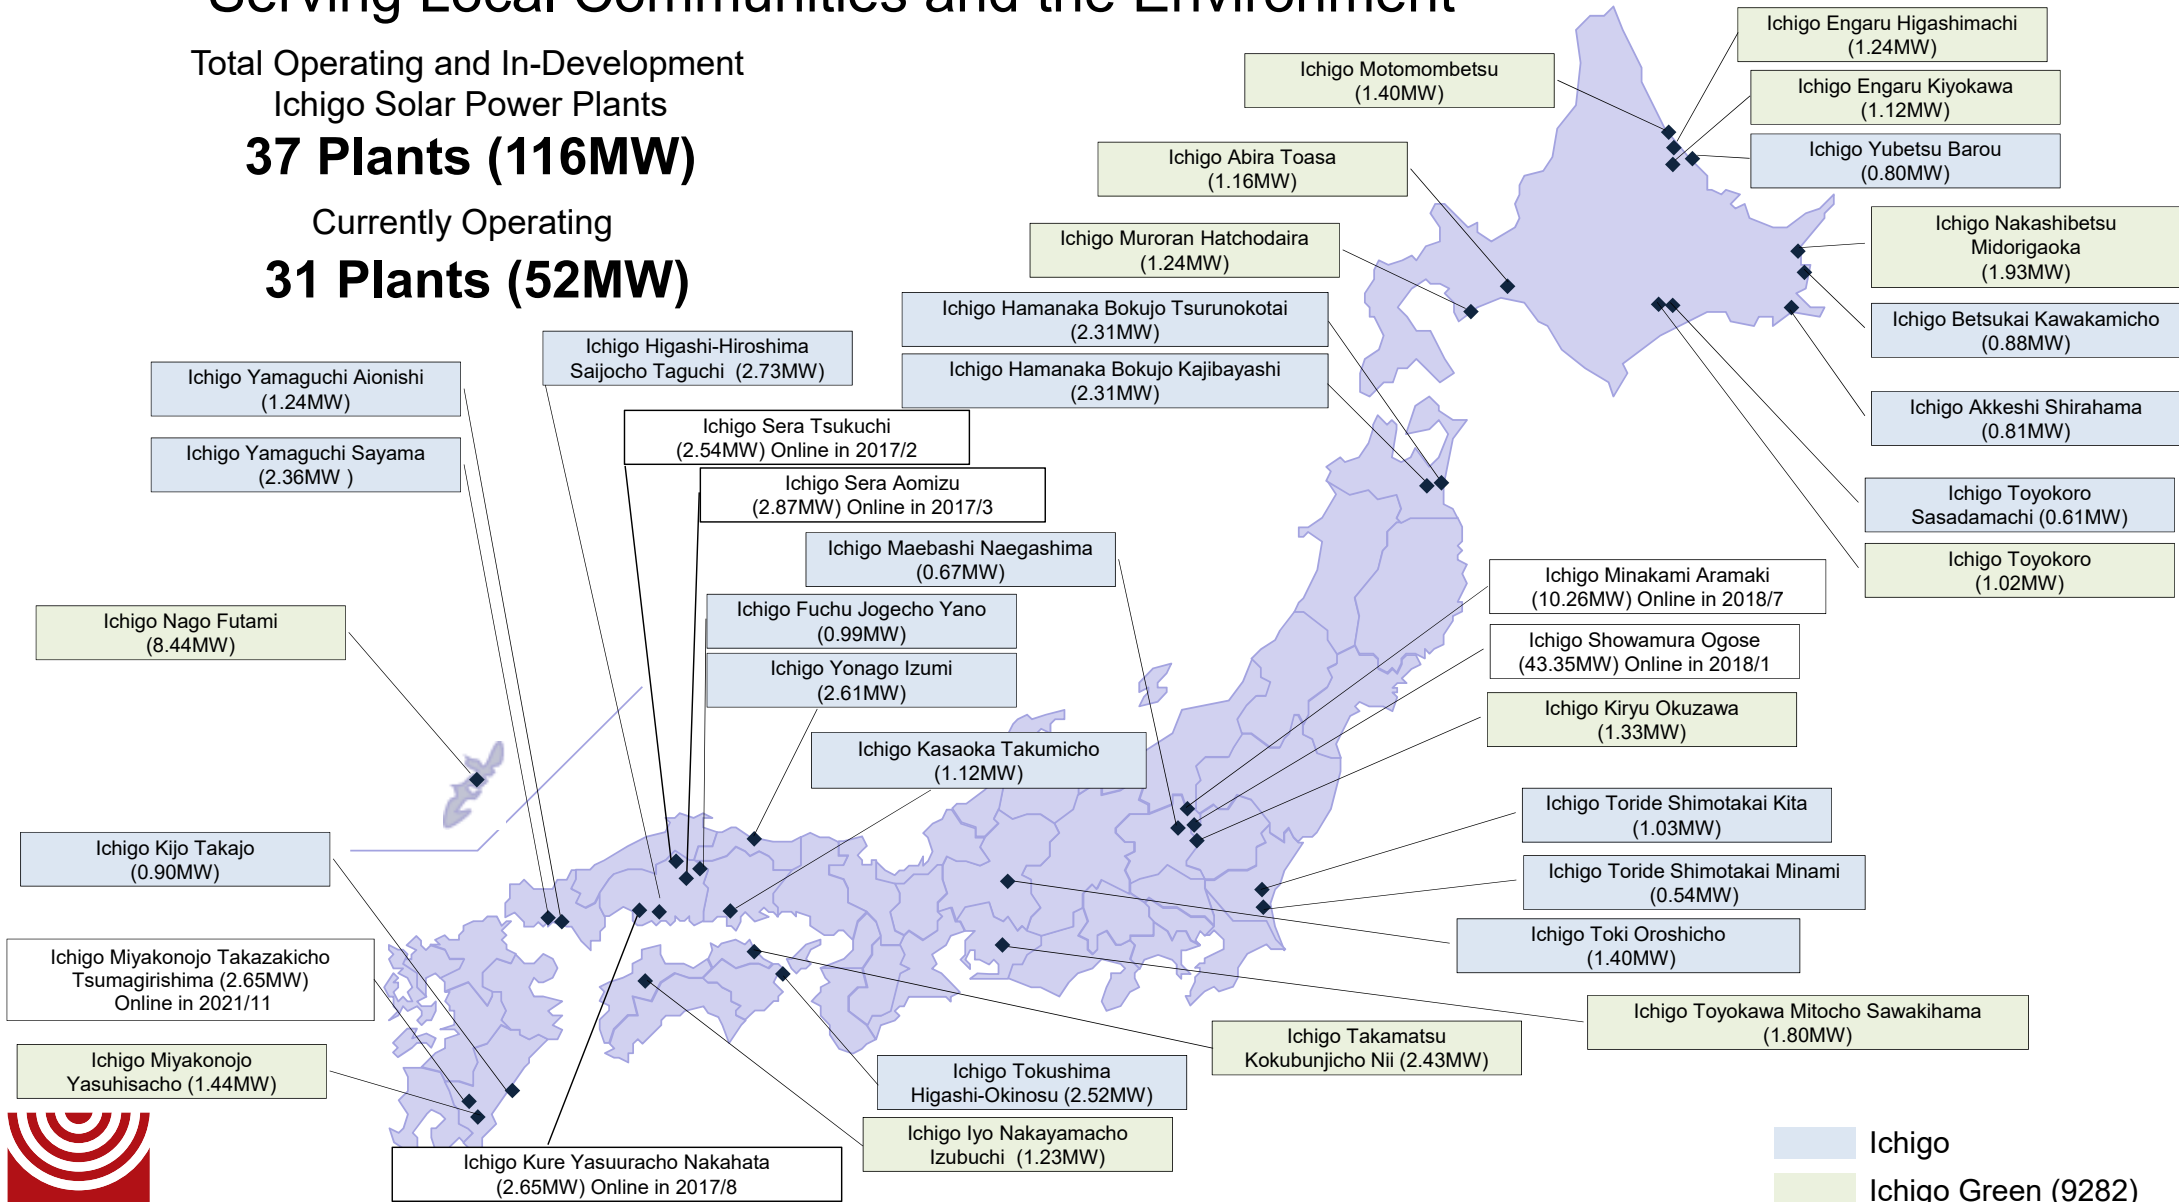 Serving Local Communities and the Environment
Total Operating and In-Development
Ichigo Solar Power Plants
37 Plants (116MW)
Currently Operating
31 Plants (52MW)
Ichigo Engaru Higashimachi
(1.24MW)
Ichigo Motomombetsu
(1.40MW)
Ichigo Engaru Kiyokawa
(1.12MW)
Ichigo Yubetsu Barou
(0.80MW)
Ichigo Abira Toasa
(1.16MW)
Ichigo Muroran Hatchodaira
(1.24MW)
Ichigo Nakashibetsu
Midorigaoka
(1.93MW)
Ichigo Hamanaka Bokujo Tsurunokotai
(2.31MW)
Ichigo Betsukai Kawakamicho
(0.88MW)
Ichigo Hamanaka Bokujo Kajibayashi
(2.31MW)
Ichigo Akkeshi Shirahama
(0.81MW)
Ichigo Higashi-Hiroshima
Saijocho Taguchi (2.73MW)
Ichigo Yamaguchi Aionishi
(1.24MW)
Ichigo Yamaguchi Sayama
(2.36MW )
Ichigo Sera Tsukuchi
(2.54MW) Online in 2017/2
Ichigo Sera Aomizu
(2.87MW) Online in 2017/3
Ichigo Toyokoro
Sasadamachi (0.61MW)
Ichigo Maebashi Naegashima
(0.67MW)
Ichigo Toyokoro
(1.02MW)
Ichigo Minakami Aramaki
(10.26MW) Online in 2018/7
Ichigo Fuchu Jogecho Yano
(0.99MW)
Ichigo Nago Futami
(8.44MW)
Ichigo Showamura Ogose
(43.35MW) Online in 2018/1
Ichigo Yonago Izumi
(2.61MW)
Ichigo Kiryu Okuzawa
(1.33MW)
Ichigo Kasaoka Takumicho
(1.12MW)
Ichigo Toride Shimotakai Kita
(1.03MW)
Ichigo Kijo Takajo
(0.90MW)
Ichigo Toride Shimotakai Minami
(0.54MW)
Ichigo Toki Oroshicho
(1.40MW)
Ichigo Miyakonojo Takazakicho
Tsumagirishima (2.65MW)
Online in 2021/11
Ichigo Toyokawa Mitocho Sawakihama
(1.80MW)
Ichigo Takamatsu
Kokubunjicho Nii (2.43MW)
Ichigo Miyakonojo
Yasuhisacho (1.44MW)
Ichigo Tokushima
Higashi-Okinosu (2.52MW)
Ichigo Iyo Nakayamacho
Izubuchi (1.23MW)
Ichigo Kure Yasuuracho Nakahata
(2.65MW) Online in 2017/8
Ichigo
Ichigo Green (9282)